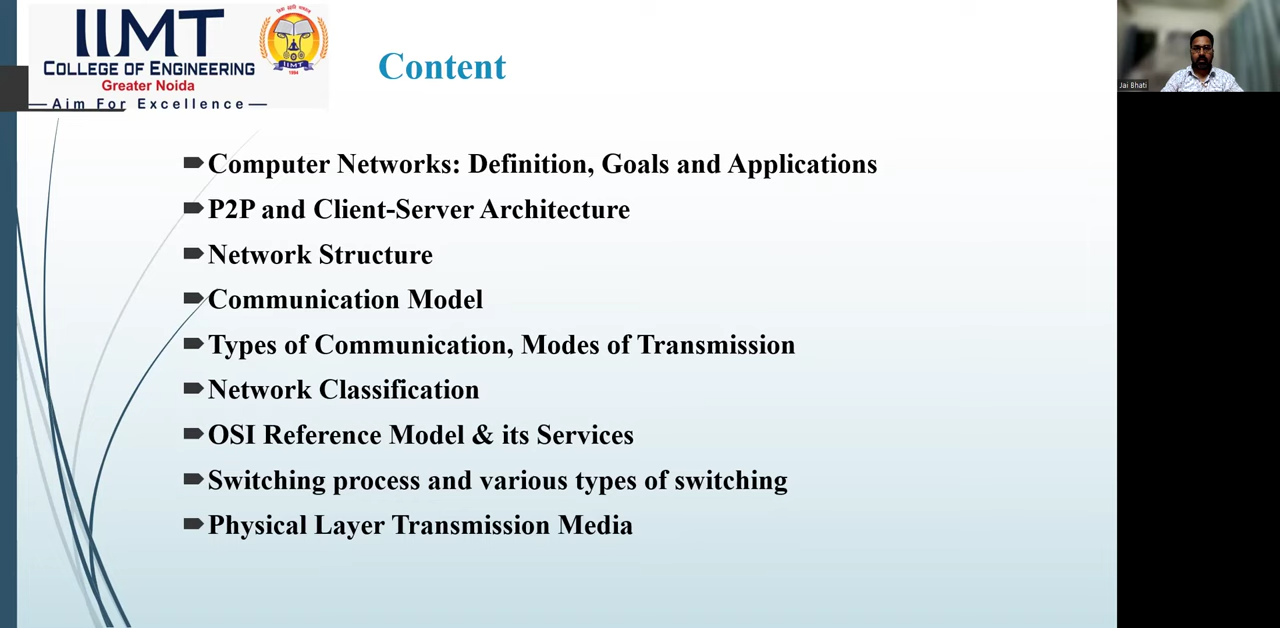 IIMT
COLLEGE OF ENGINEERING
Greater Noida
Aim For Excellence
IIMT
1994
Content
Computer Networks: Definition, Goals and Applications
P2P and Client-Server Architecture
Network Structure
Communication Model
Types of Communication, Modes of Transmission
Network Classification
OSI Reference Model & its Services
Switching process and various types of switching
Physical Layer Transmission Media
Jai Bhati